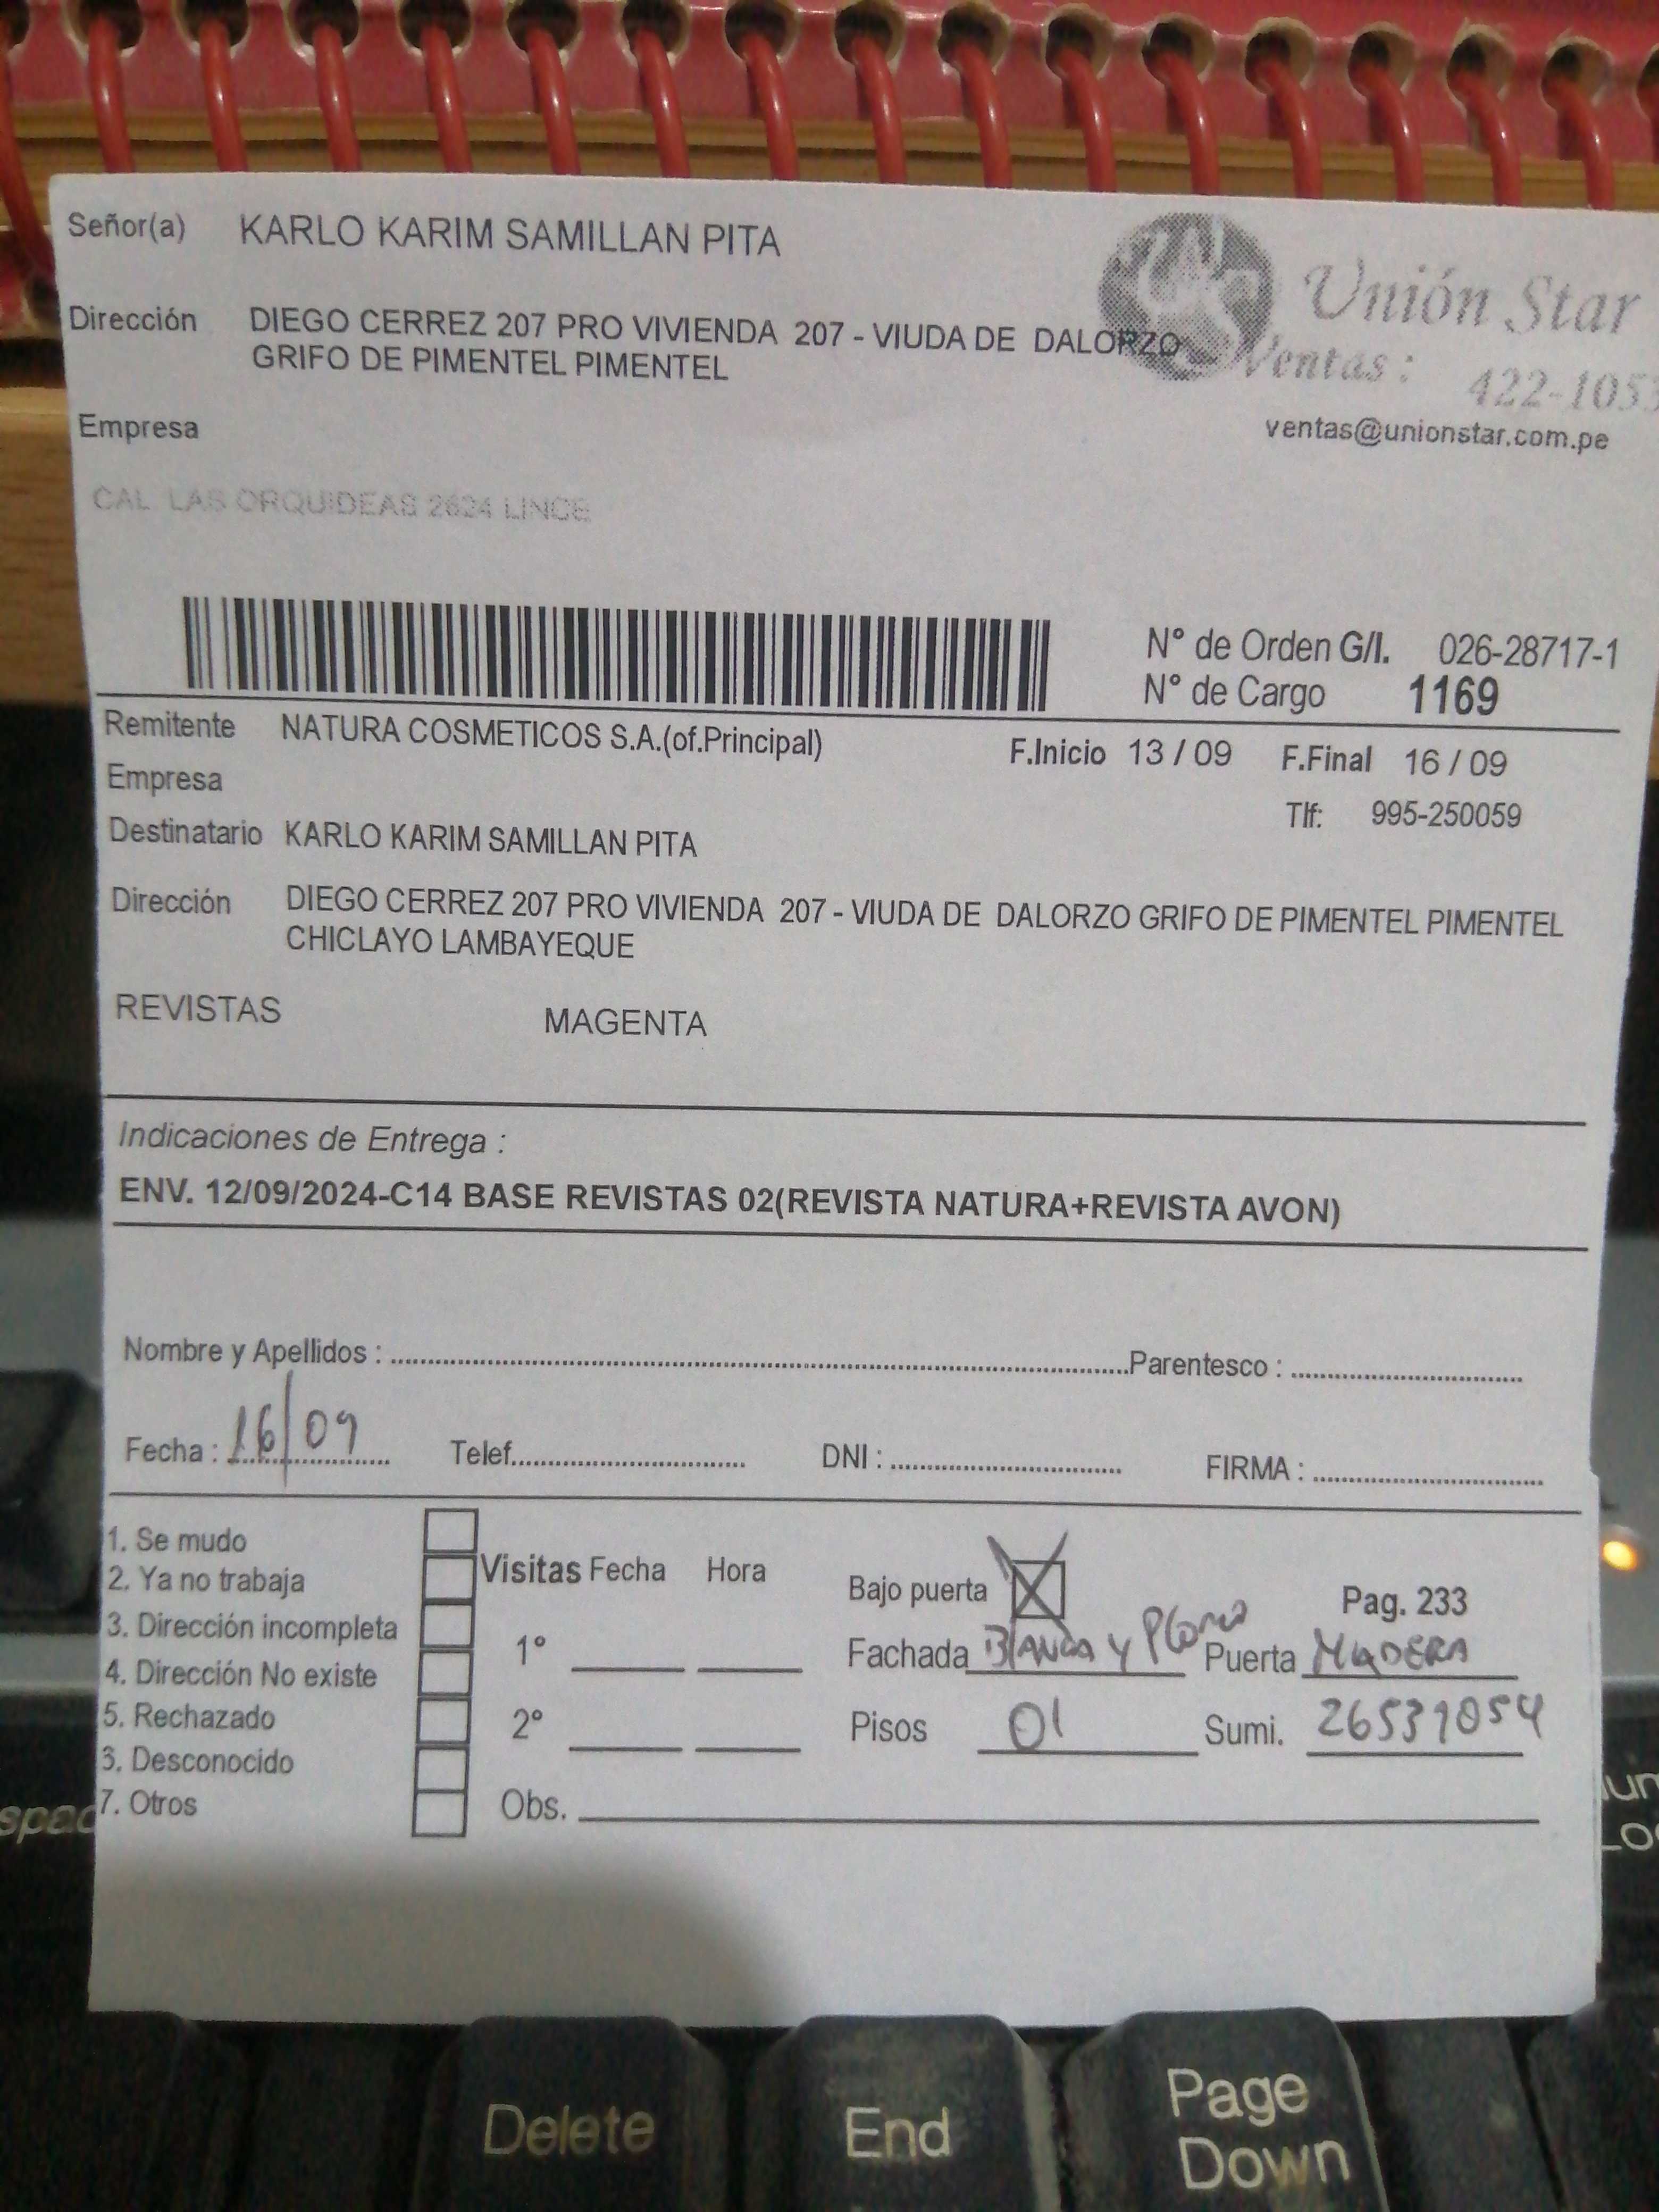 Señor(a) KARLO KARIM SAMILLAN PITA
Unión Star
Dirección DIEGO CERREZ 207 PRO VIVIENDA 207 - VIUDA DE DALORZO
GRIFO DE PIMENTEL PIMENTEL
Ventas : 422-1053
Empresa
ventas@unionstar.com.pe
CAL LAS ORQUIDEAS 2624 LINCE
N° de Orden G/I. 026-28717-1
N° de Cargo 1169
Remitente NATURA COSMETICOS S.A.(of.Principal) F.Inicio 13 / 09 F.Final 16 / 09
Empresa
Tlf: 995-250059
Destinatario KARLO KARIM SAMILLAN PITA
Dirección DIEGO CERREZ 207 PRO VIVIENDA 207 - VIUDA DE DALORZO GRIFO DE PIMENTEL PIMENTEL
CHICLAYO LAMBAYEQUE
REVISTAS MAGENTA
Indicaciones de Entrega :
ENV. 12/09/2024-C14 BASE REVISTAS 02(REVISTA NATURA+REVISTA AVON)
Nombre y Apellidos : Parentesco :
Fecha : 16/09 Telef. DNI : FIRMA :
1. Se mudo
2. Ya no trabaja
3. Dirección incompleta
4. Dirección No existe
5. Rechazado
6. Desconocido
7. Otros
Visitas Fecha Hora
1°
2°
Obs.
Bajo puerta Pag. 233
Fachada BlANCA y Plomo Puerta MADERA
Pisos 01 Sumi. 26531054
Delete
End
Page
Down